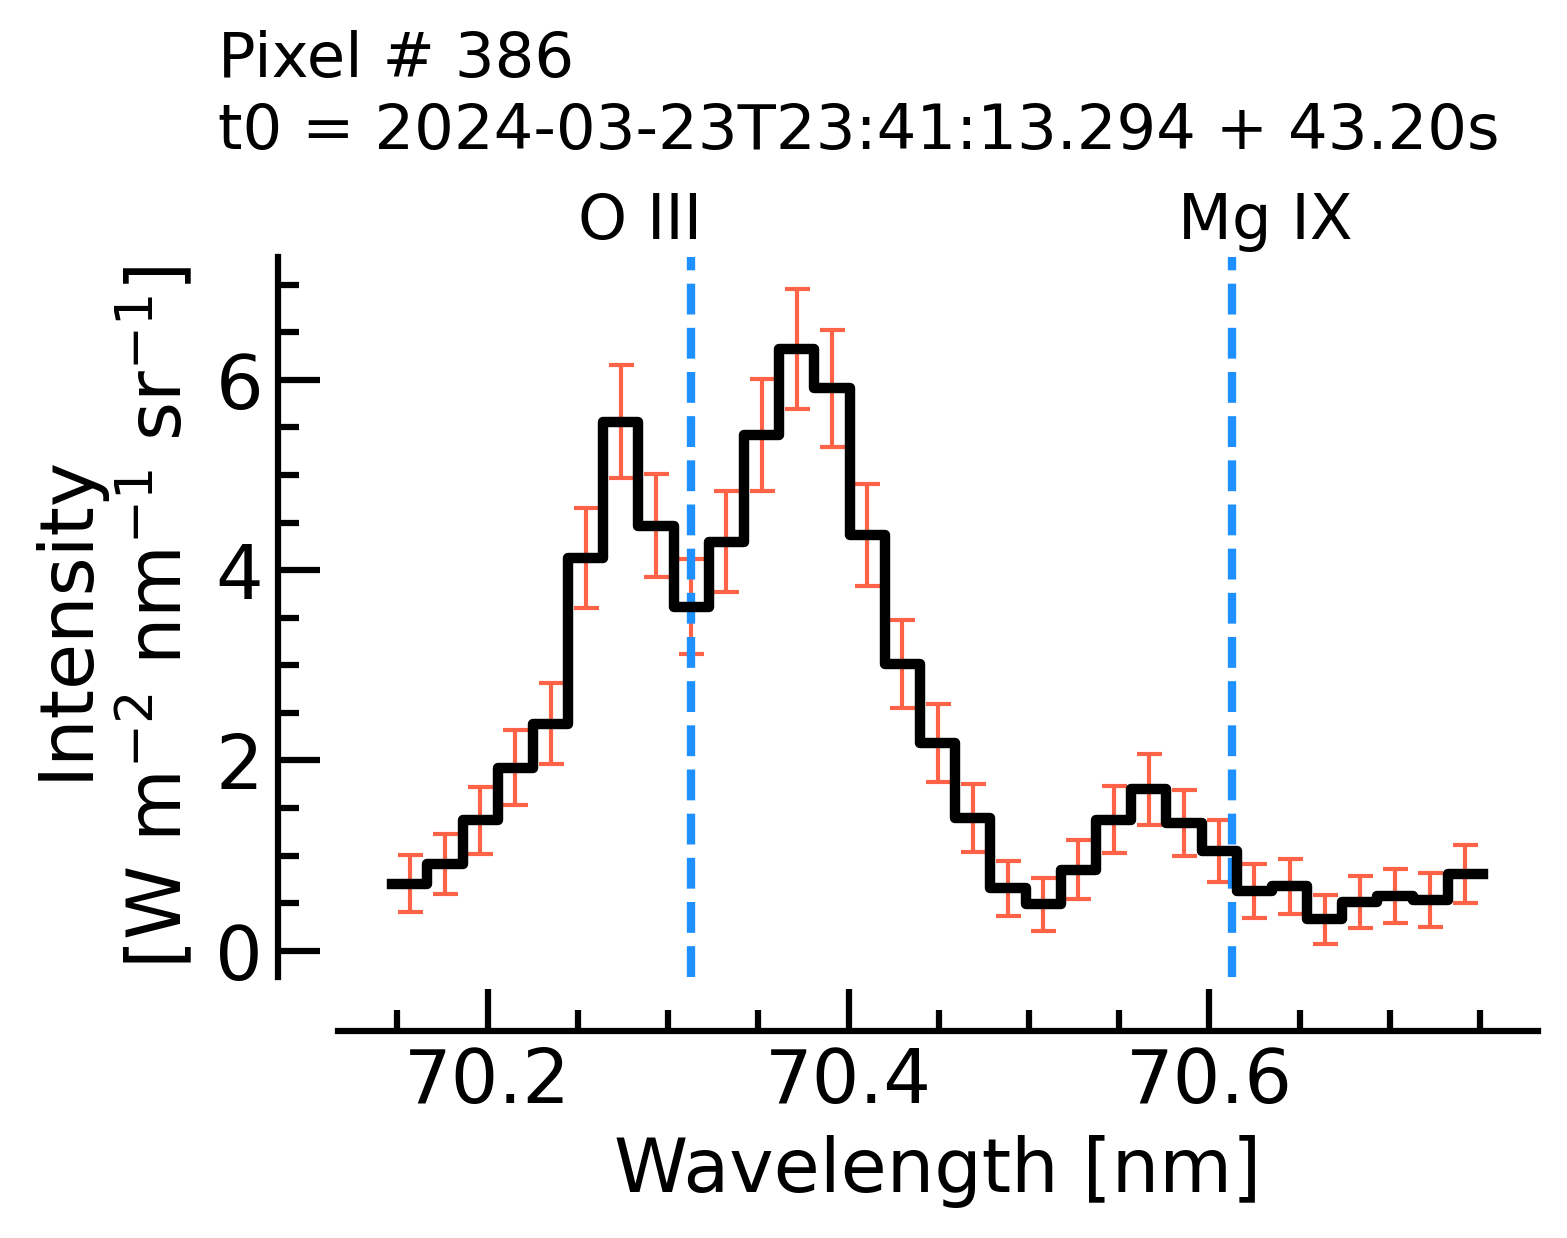 Pixel # 386
t0 = 2024-03-23T23:41:13.294 + 43.20s
O III
Mg IX
Intensity
[W m⁻² nm⁻¹ sr⁻¹]
6
4
2
0
70.2
70.4
70.6
Wavelength [nm]